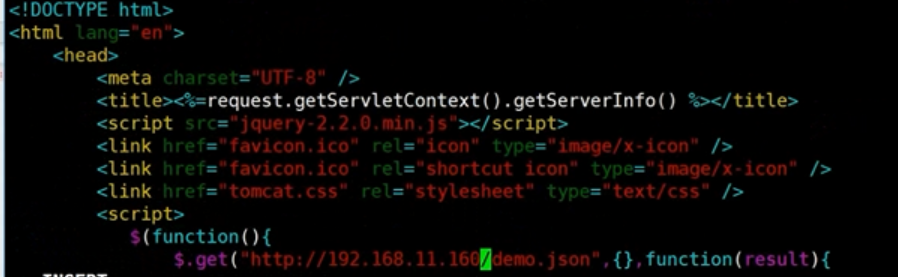 <!DOCTYPE html>
<html lang="en">
    <head>
        <meta charset="UTF-8" />
        <title><%=request.getServletContext().getServerInfo() %></title>
        <script src="jquery-2.2.0.min.js"></script>
        <link href="favicon.ico" rel="icon" type="image/x-icon" />
        <link href="favicon.ico" rel="shortcut icon" type="image/x-icon" />
        <link href="tomcat.css" rel="stylesheet" type="text/css" />
        <script>
           $(function(){
               $.get("http://192.168.11.160/demo.json",{},function(result){
-- INSERT --